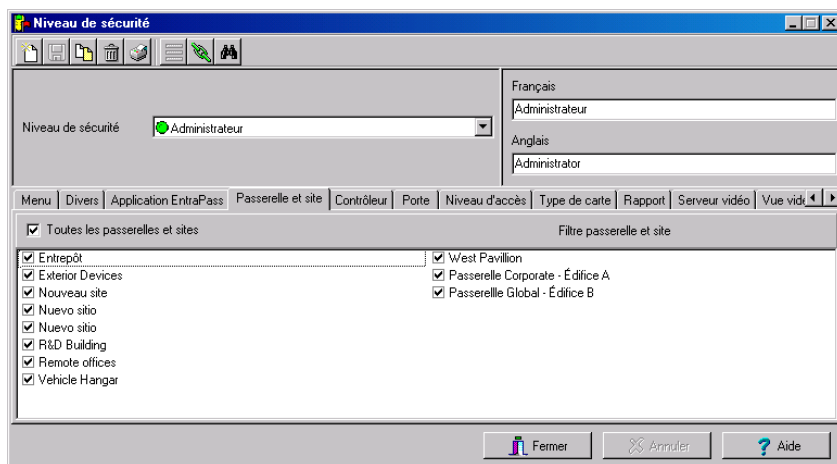 Niveau de sécurité
Français
Administrateur
Niveau de sécurité
Administrateur
Anglais
Administrator
Menu Divers Application EntraPass Passerelle et site Contrôleur Porte Niveau d'accès Type de carte Rapport Serveur vidéo Vue vidé
Toutes les passerelles et sites
Filtre passerelle et site
Entrepôt
Exterior Devices
Nouveau site
Nuevo sitio
Nuevo sitio
R&D Building
Remote offices
Vehicle Hangar
West Pavillion
Passerelle Corporate - Édifice A
Passerellle Global - Édifice B
Fermer Annuler Aide